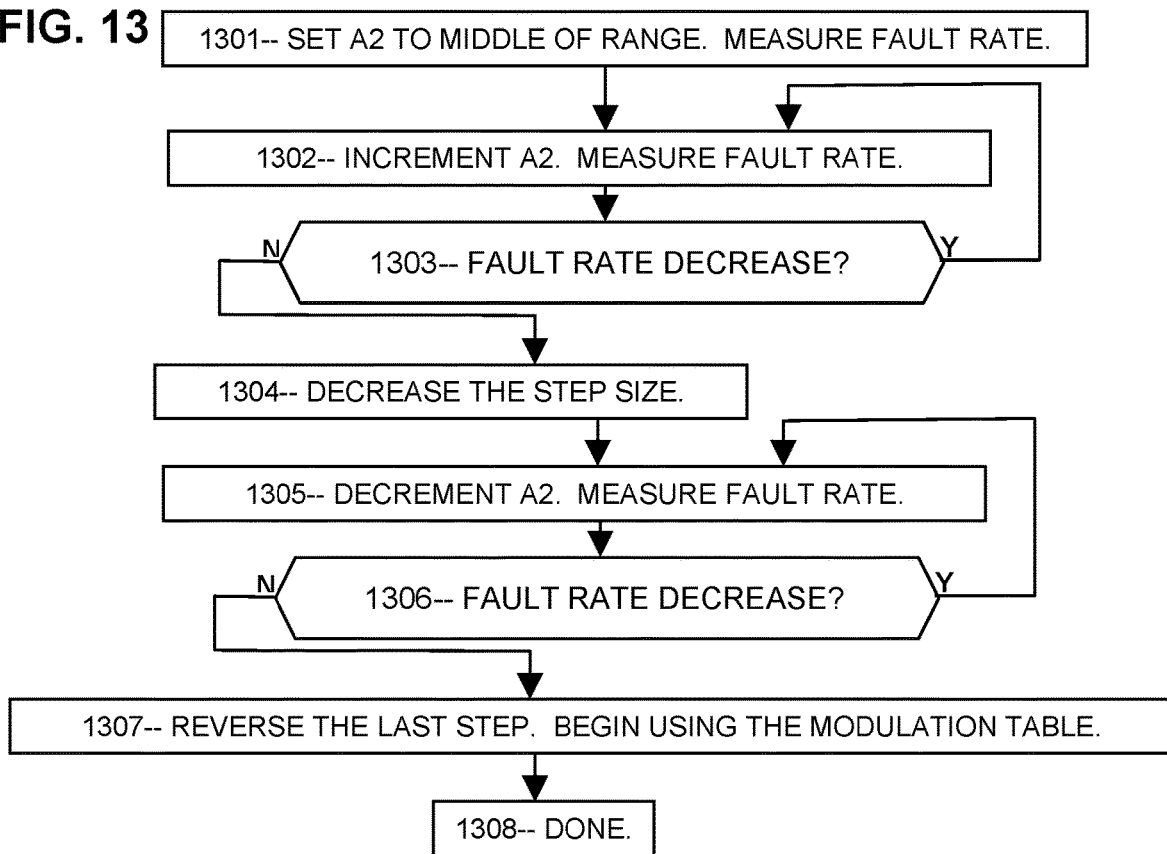 FIG. 13
1301-- SET A2 TO MIDDLE OF RANGE. MEASURE FAULT RATE.
1302-- INCREMENT A2. MEASURE FAULT RATE.
N
1303-- FAULT RATE DECREASE?
Y
1304-- DECREASE THE STEP SIZE.
1305-- DECREMENT A2. MEASURE FAULT RATE.
N
1306-- FAULT RATE DECREASE?
Y
1307-- REVERSE THE LAST STEP. BEGIN USING THE MODULATION TABLE.
1308-- DONE.